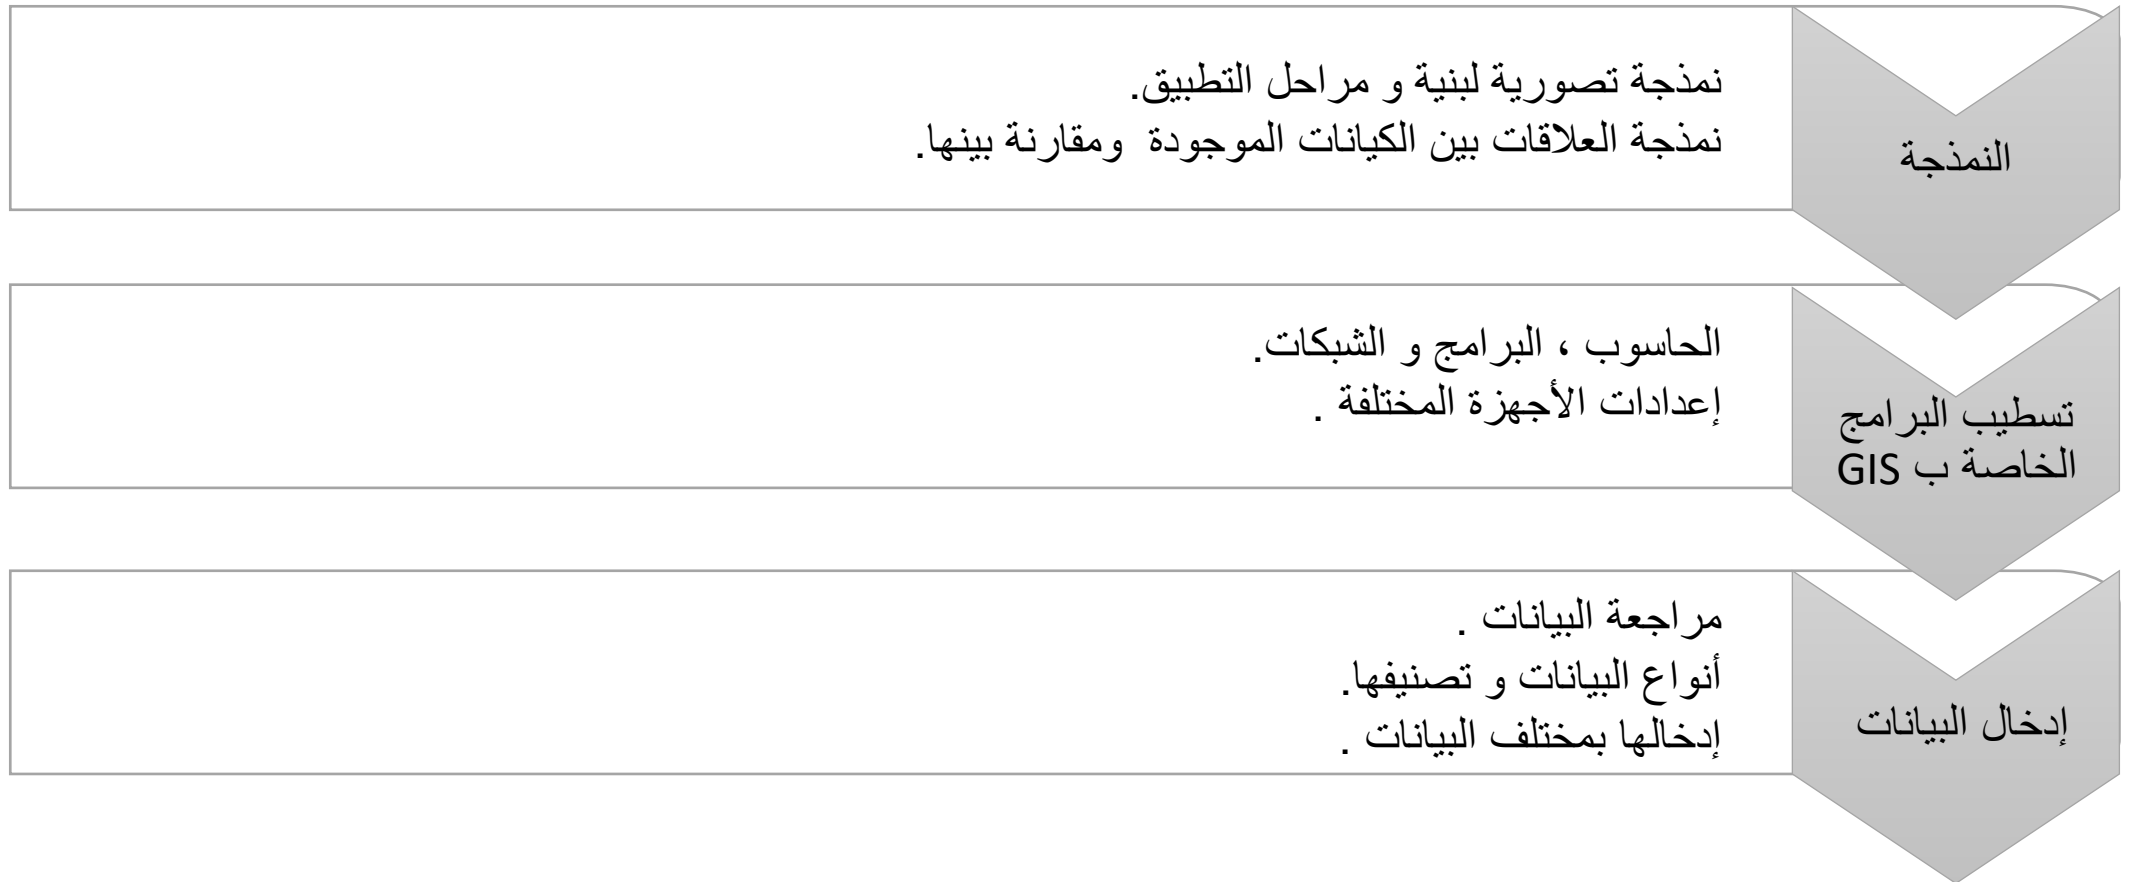 النمذجة
نمذجة تصورية لبنية و مراحل التطبيق.
نمذجة العلاقات بين الكيانات الموجودة ومقارنة بينها.
تسطيب البرامج
الخاصة ب GIS
الحاسوب ، البرامج و الشبكات.
إعدادات الأجهزة المختلفة .
إدخال البيانات
مراجعة البيانات .
أنواع البيانات و تصنيفها.
إدخالها بمختلف البيانات .